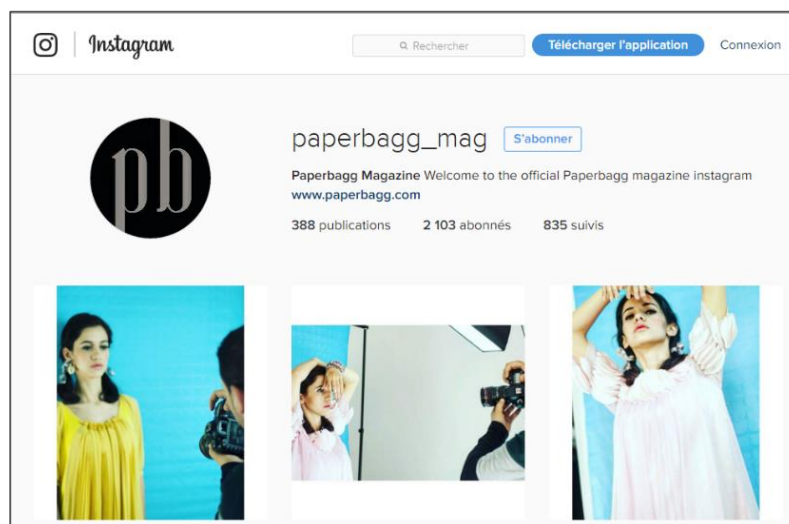 Instagram
Rechercher
Télécharger l'application
Connexion
pb
paperbagg_mag
S'abonner
Paperbagg Magazine Welcome to the official Paperbagg magazine instagram
www.paperbagg.com
388 publications 2 103 abonnés 835 suivis